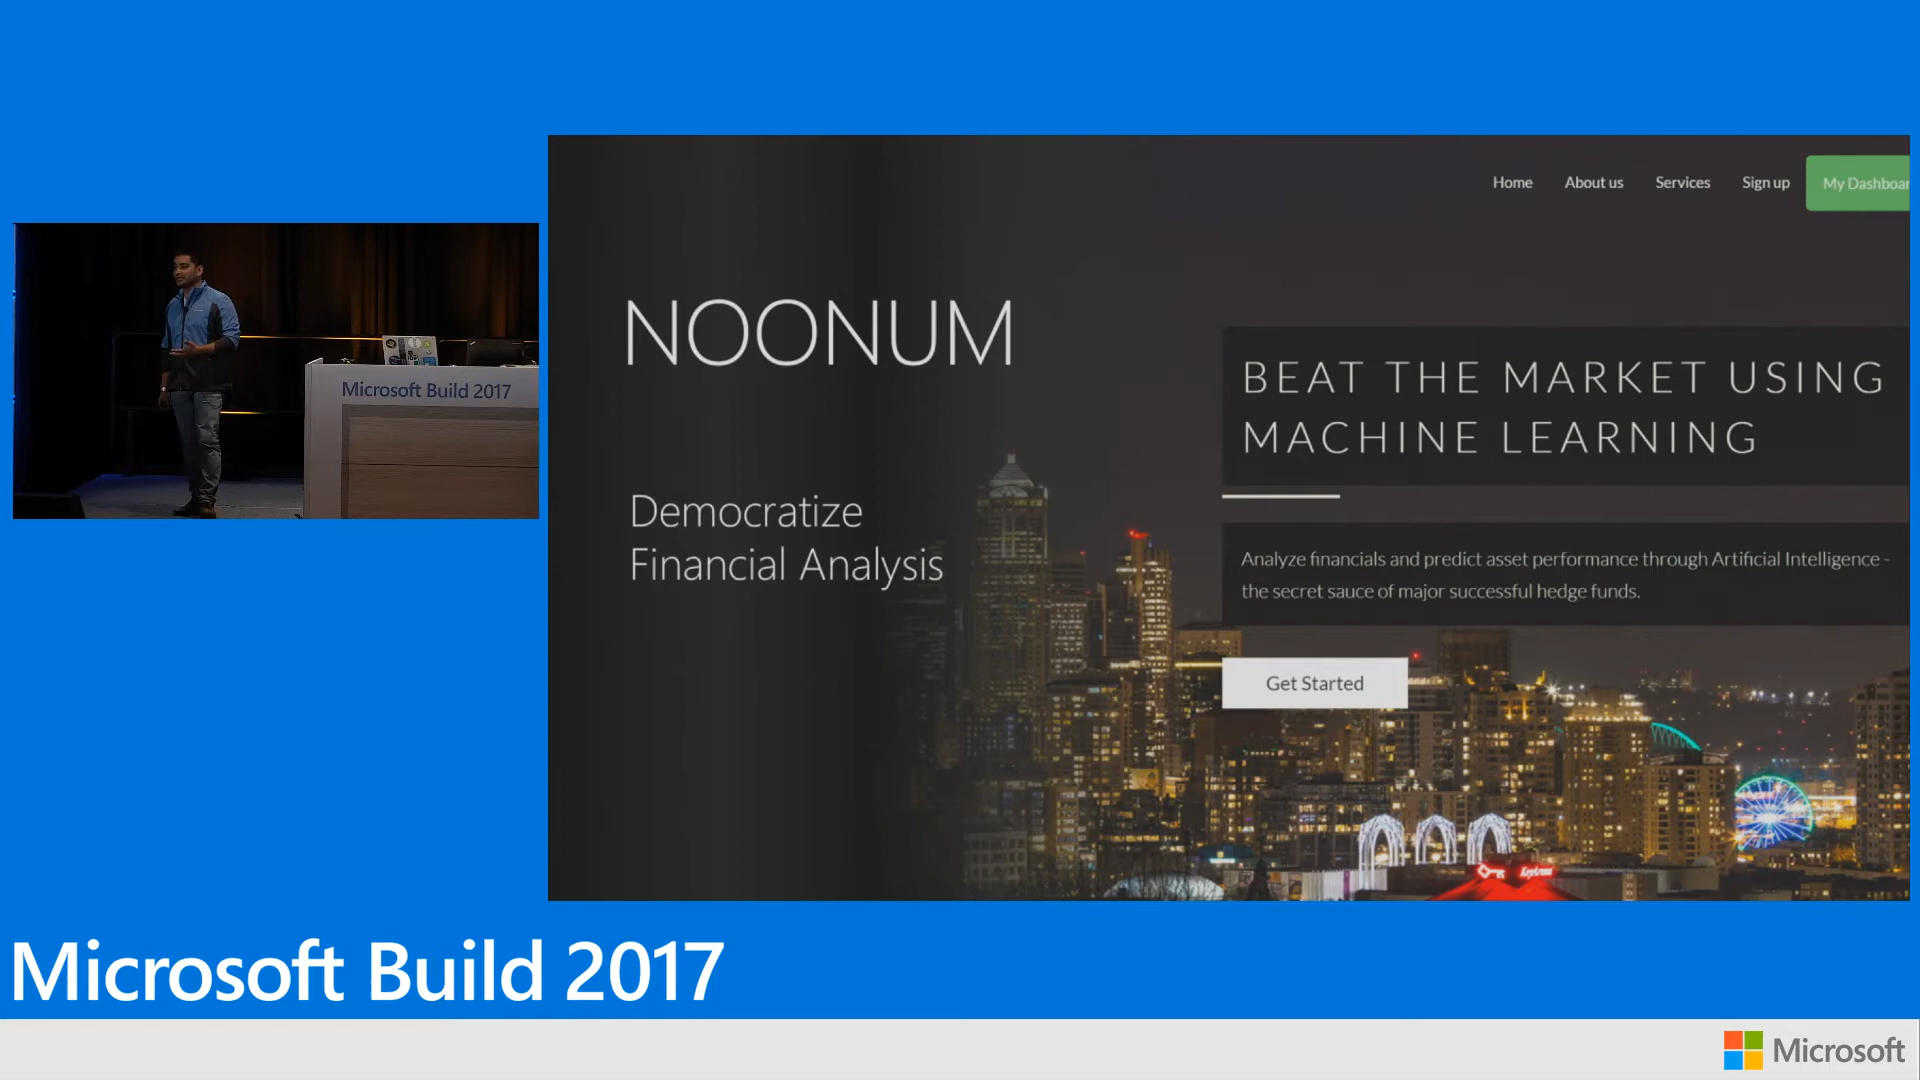 Home About us Services Sign up My Dashboar
NOONUM
BEAT THE MARKET USING
MACHINE LEARNING
Democratize
Financial Analysis
Analyze financials and predict asset performance through Artificial Intelligence -
the secret sauce of major successful hedge funds.
Get Started
KeyArena
Microsoft Build 2017
Microsoft Build 2017
Microsoft